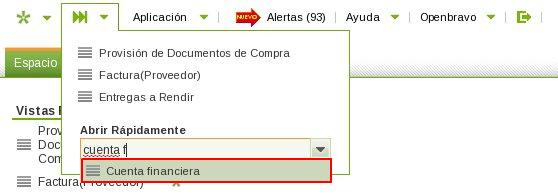 Aplicación
NUEVO
Alertas (93)
Ayuda
Openbravo
Espacio
Provisión de Documentos de Compra
Factura(Proveedor)
Entregas a Rendir
Abrir Rápidamente
cuenta f
Cuenta financiera
Vistas
Prov
Doc
Com
Factura(Proveedor)